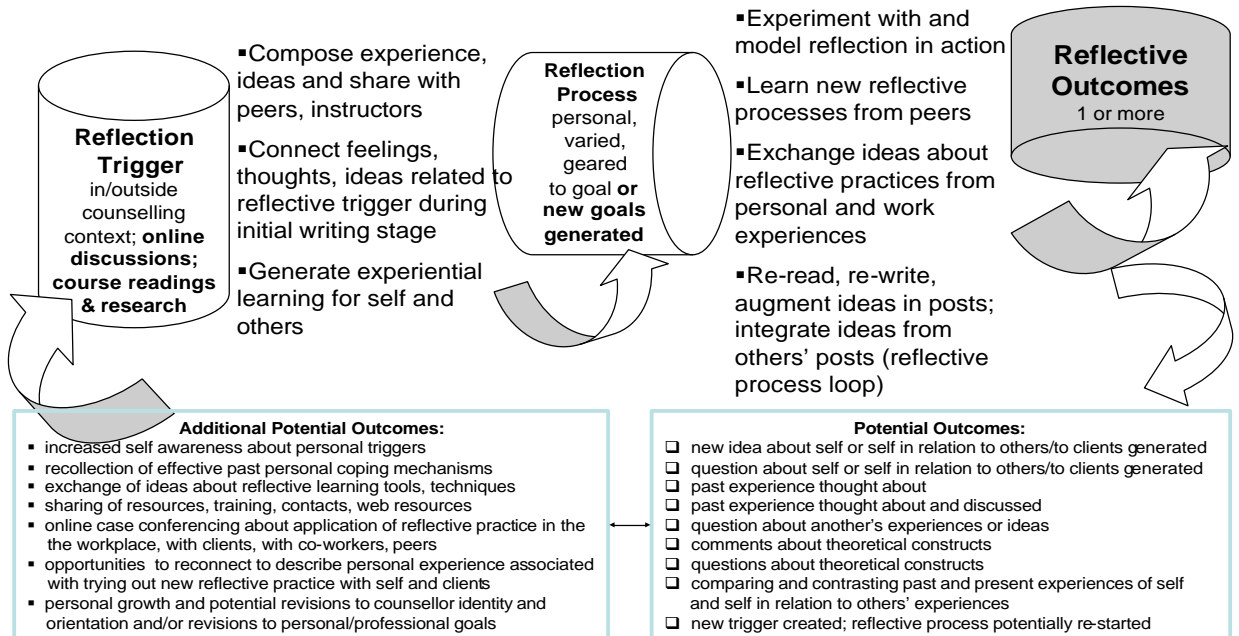 Reflection
Trigger
in/outside
counselling
context; online
discussions;
course readings
& research
▪Compose experience,
ideas and share with
peers, instructors
▪Connect feelings,
thoughts, ideas related to
reflective trigger during
initial writing stage
▪Generate experiential
learning for self and
others
Reflection
Process
personal,
varied,
geared
to goal or
new goals
generated
▪Experiment with and
model reflection in action
▪Learn new reflective
processes from peers
▪Exchange ideas about
reflective practices from
personal and work
experiences
▪Re-read, re-write,
augment ideas in posts;
integrate ideas from
others' posts (reflective
process loop)
Reflective
Outcomes
1 or more
Additional Potential Outcomes:
▪ increased self awareness about personal triggers
▪ recollection of effective past personal coping mechanisms
▪ exchange of ideas about reflective learning tools, techniques
▪ sharing of resources, training, contacts, web resources
▪ online case conferencing about application of reflective practice in the
the workplace, with clients, with co-workers, peers
▪ opportunities to reconnect to describe personal experience associated
with trying out new reflective practice with self and clients
▪ personal growth and potential revisions to counsellor identity and
orientation and/or revisions to personal/professional goals
Potential Outcomes:
❑ new idea about self or self in relation to others/to clients generated
❑ question about self or self in relation to others/to clients generated
❑ past experience thought about
❑ past experience thought about and discussed
❑ question about another's experiences or ideas
❑ comments about theoretical constructs
❑ questions about theoretical constructs
❑ comparing and contrasting past and present experiences of self
and self in relation to others' experiences
❑ new trigger created; reflective process potentially re-started